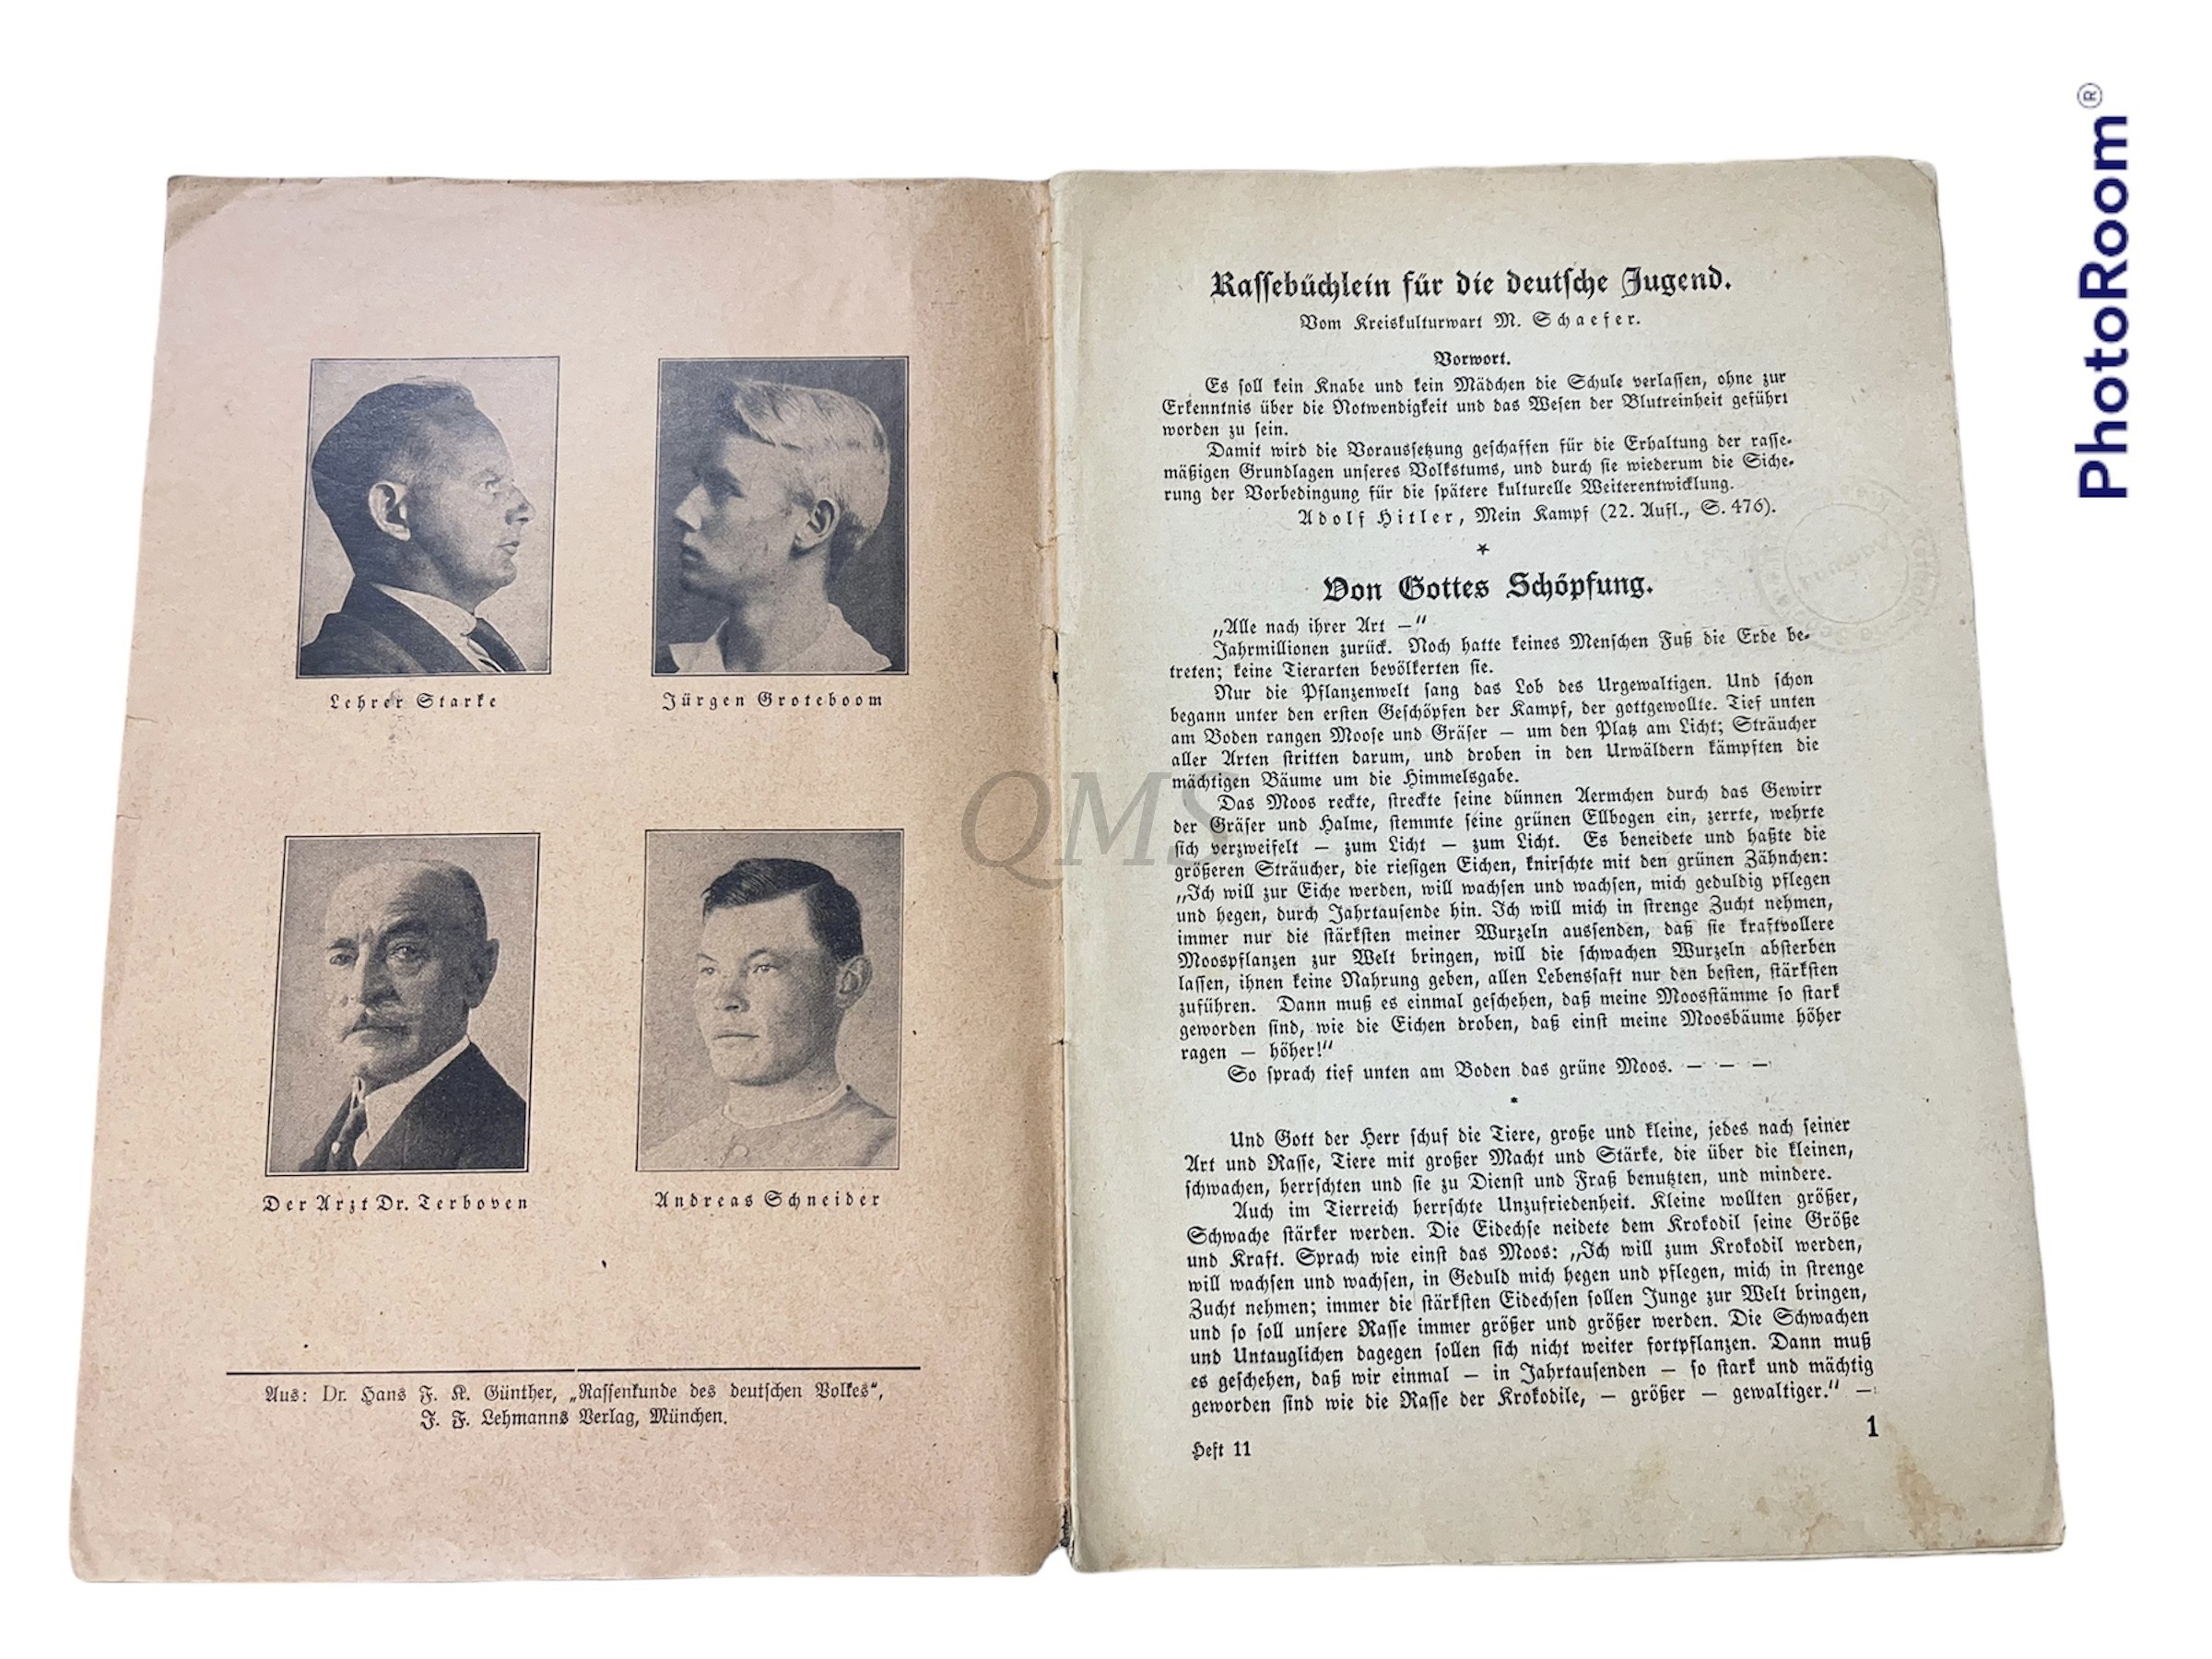 Lehrer Starke
Jürgen Groteboom
Der Arzt Dr. Terboven
Andreas Schneider
Aus: Dr. Hans F. K. Günther, „Rassenkunde des deutschen Volkes“,
J. F. Lehmanns Verlag, München.
Rassebüchlein für die deutsche Jugend.
Vom Kreiskulturwart M. Schaefer.
Vorwort.
Es soll kein Knabe und kein Mädchen die Schule verlassen, ohne zur
Erkenntnis über die Notwendigkeit und das Wesen der Blutreinheit geführt
worden zu sein.
Damit wird die Voraussetzung geschaffen für die Erhaltung der rasse-
mäßigen Grundlagen unseres Volkstums, und durch sie wiederum die Siche-
rung der Vorbedingung für die spätere kulturelle Weiterentwicklung.
Adolf Hitler, Mein Kampf (22. Aufl., S. 476).
*
Von Gottes Schöpfung.
„Alle nach ihrer Art —“
Jahrmillionen zurück. Noch hatte keines Menschen Fuß die Erde be-
treten; keine Tierarten bevölkerten sie.
Nur die Pflanzenwelt sang das Lob des Urgewaltigen. Und schon
begann unter den ersten Geschöpfen der Kampf, der gottgewollte. Tief unten
am Boden rangen Moose und Gräser — um den Platz am Licht; Sträucher
aller Arten stritten darum, und droben in den Urwäldern kämpften die
mächtigen Bäume um die Himmelsgabe.
Das Moos reckte, streckte seine dünnen Aermchen durch das Gewirr
der Gräser und Halme, stemmte seine grünen Ellbogen ein, zerrte, wehrte
sich verzweifelt — zum Licht — zum Licht. Es beneidete und haßte die
größeren Sträucher, die riesigen Eichen, knirschte mit den grünen Zähnchen:
„Ich will zur Eiche werden, will wachsen und wachsen, mich geduldig pflegen
und hegen, durch Jahrtausende hin. Ich will mich in strenge Zucht nehmen,
immer nur die stärksten meiner Wurzeln aussenden, daß sie kraftvollere
Moospflanzen zur Welt bringen, will die schwachen Wurzeln absterben
lassen, ihnen keine Nahrung geben, allen Lebenssaft nur den besten, stärksten
zuführen. Dann muß es einmal geschehen, daß meine Moosstämme so stark
geworden sind, wie die Eichen droben, daß einst meine Moosbäume höher
ragen — höher!“
So sprach tief unten am Boden das grüne Moos. — — —
*
Und Gott der Herr schuf die Tiere, große und kleine, jedes nach seiner
Art und Rasse, Tiere mit großer Macht und Stärke, die über die kleinen,
schwachen, herrschten und sie zu Dienst und Fraß benutzten, und mindere.
Auch im Tierreich herrschte Unzufriedenheit. Kleine wollten größer,
Schwache stärker werden. Die Eidechse neidete dem Krokodil seine Größe
und Kraft. Sprach wie einst das Moos: „Ich will zum Krokodil werden,
will wachsen und wachsen, in Geduld mich hegen und pflegen, mich in strenge
Zucht nehmen; immer die stärksten Eidechsen sollen Junge zur Welt bringen,
und so soll unsere Rasse immer größer und größer werden. Die Schwachen
und Untauglichen dagegen sollen sich nicht weiter fortpflanzen. Dann muß
es geschehen, daß wir einmal — in Jahrtausenden — so stark und mächtig
geworden sind wie die Rasse der Krokodile, — größer — gewaltiger.“ —
Heft 11
1
QMS
PhotoRoom®